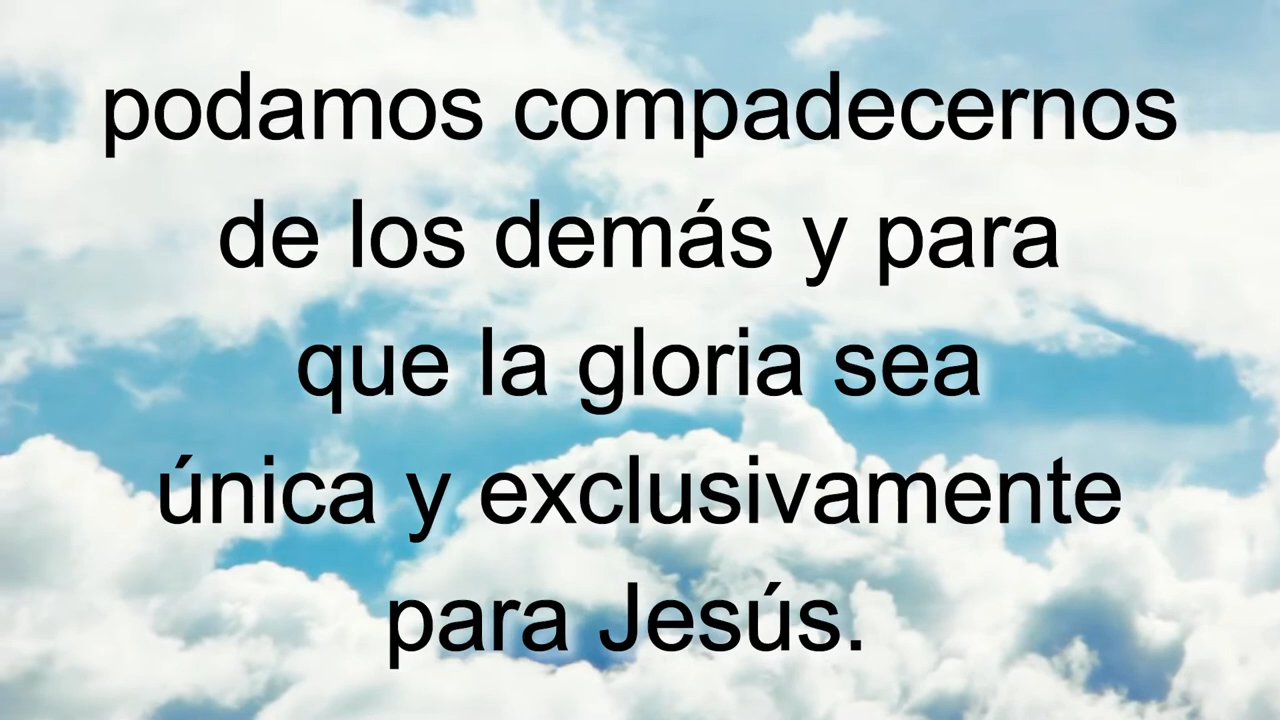 podamos compadecernos
de los demás y para
que la gloria sea
única y exclusivamente
para Jesús.